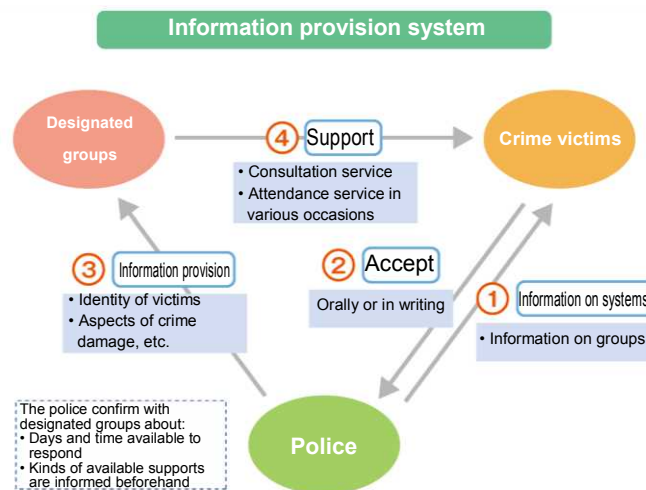 Information provision system
Designated
groups
④ Support
Crime victims
• Consultation service
• Attendance service in
various occasions
③ Information provision
• Identity of victims
• Aspects of crime
damage, etc.
② Accept
Orally or in writing
① Information on systems
• Information on groups
The police confirm with
designated groups about:
• Days and time available to
respond
• Kinds of available supports
are informed beforehand
Police